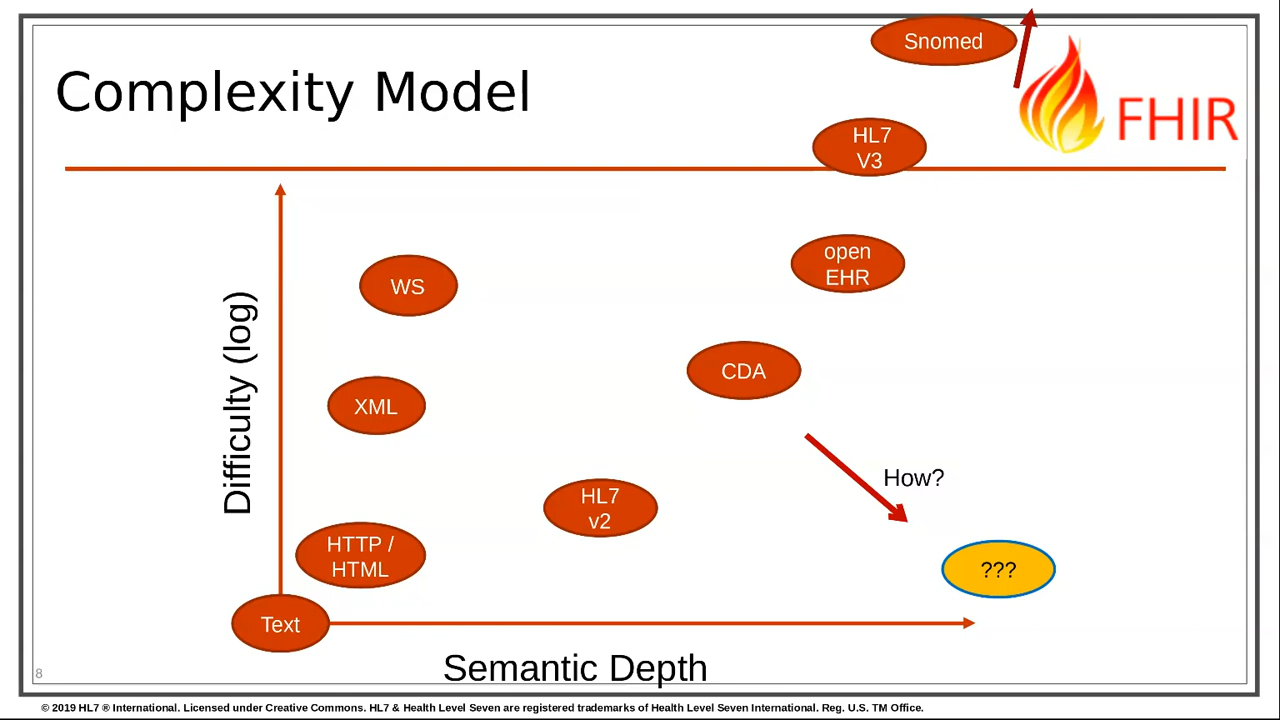 Snomed
Complexity Model
FHIR
HL7
V3
open
EHR
WS
Difficulty (log)
CDA
XML
How?
HL7
v2
HTTP /
HTML
???
Text
Semantic Depth
8
© 2019 HL7 ® International. Licensed under Creative Commons. HL7 & Health Level Seven are registered trademarks of Health Level Seven International. Reg. U.S. TM Office.